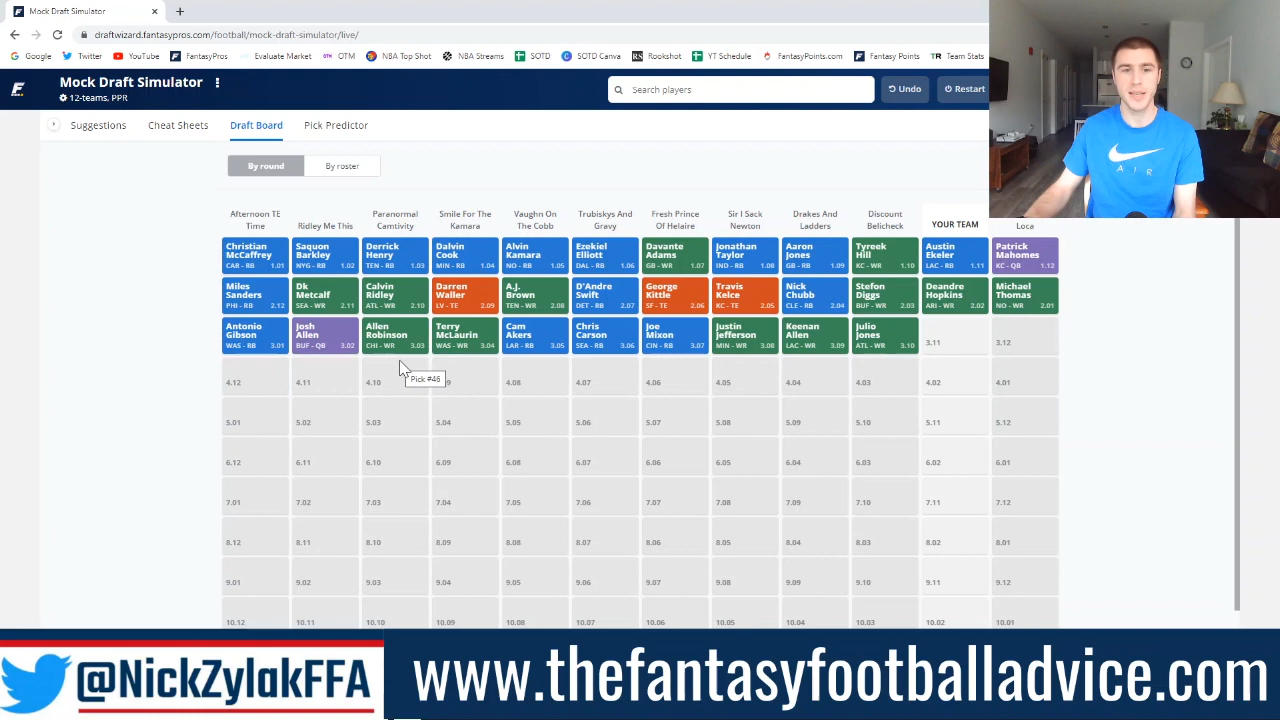 Mock Draft Simulator
draftwizard.fantasypros.com/football/mock-draft-simulator/live/
Google Twitter YouTube FantasyPros Evaluate Market OTM NBA Top Shot NBA Streams SOTD SOTD Canva Rookshot YT Schedule FantasyPoints.com Fantasy Points Team Stats
Mock Draft Simulator
12-teams, PPR
Search players
Undo
Restart
Suggestions Cheat Sheets Draft Board Pick Predictor
By round By roster
Afternoon TE Time
Ridley Me This
Paranormal Camtivity
Smile For The Kamara
Vaughn On The Cobb
Trubiskys And Gravy
Fresh Prince Of Helaire
Sir I Sack Newton
Drakes And Ladders
Discount Belicheck
YOUR TEAM
Loca
Christian McCaffrey CAR - RB 1.01
Saquon Barkley NYG - RB 1.02
Derrick Henry TEN - RB 1.03
Dalvin Cook MIN - RB 1.04
Alvin Kamara NO - RB 1.05
Ezekiel Elliott DAL - RB 1.06
Davante Adams GB - WR 1.07
Jonathan Taylor IND - RB 1.08
Aaron Jones GB - RB 1.09
Tyreek Hill KC - WR 1.10
Austin Ekeler LAC - RB 1.11
Patrick Mahomes KC - QB 1.12
Miles Sanders PHI - RB 2.12
Dk Metcalf SEA - WR 2.11
Calvin Ridley ATL - WR 2.10
Darren Waller LV - TE 2.09
A.J. Brown TEN - WR 2.08
D'Andre Swift DET - RB 2.07
George Kittle SF - TE 2.06
Travis Kelce KC - TE 2.05
Nick Chubb CLE - RB 2.04
Stefon Diggs BUF - WR 2.03
Deandre Hopkins ARI - WR 2.02
Michael Thomas NO - WR 2.01
Antonio Gibson WAS - RB 3.01
Josh Allen BUF - QB 3.02
Allen Robinson CHI - WR 3.03
Terry McLaurin WAS - WR 3.04
Cam Akers LAR - RB 3.05
Chris Carson SEA - RB 3.06
Joe Mixon CIN - RB 3.07
Justin Jefferson MIN - WR 3.08
Keenan Allen LAC - WR 3.09
Julio Jones ATL - WR 3.10
3.11
3.12
4.12 4.11 4.10 9 4.08 4.07 4.06 4.05 4.04 4.03 4.02 4.01
Pick #46
5.01 5.02 5.03 5.04 5.05 5.06 5.07 5.08 5.09 5.10 5.11 5.12
6.12 6.11 6.10 6.09 6.08 6.07 6.06 6.05 6.04 6.03 6.02 6.01
7.01 7.02 7.03 7.04 7.05 7.06 7.07 7.08 7.09 7.10 7.11 7.12
8.12 8.11 8.10 8.09 8.08 8.07 8.06 8.05 8.04 8.03 8.02 8.01
9.01 9.02 9.03 9.04 9.05 9.06 9.07 9.08 9.09 9.10 9.11 9.12
10.12 10.11 10.10 10.09 10.08 10.07 10.06 10.05 10.04 10.03 10.02 10.01
AIR
@NickZylakFFA
www.thefantasyfootballadvice.com